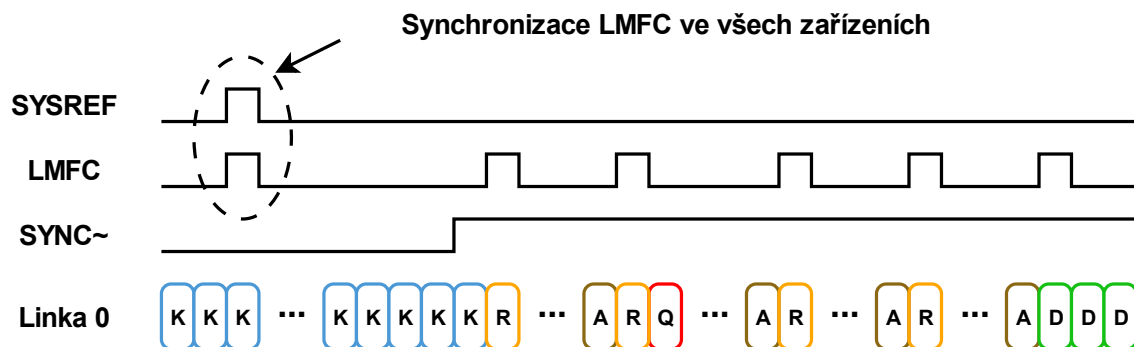 Synchronizace LMFC ve všech zařízeních
SYSREF
LMFC
SYNC~
Linka 0 K K K ... K K K K K R ... A R Q ... A R ... A R ... A D D D